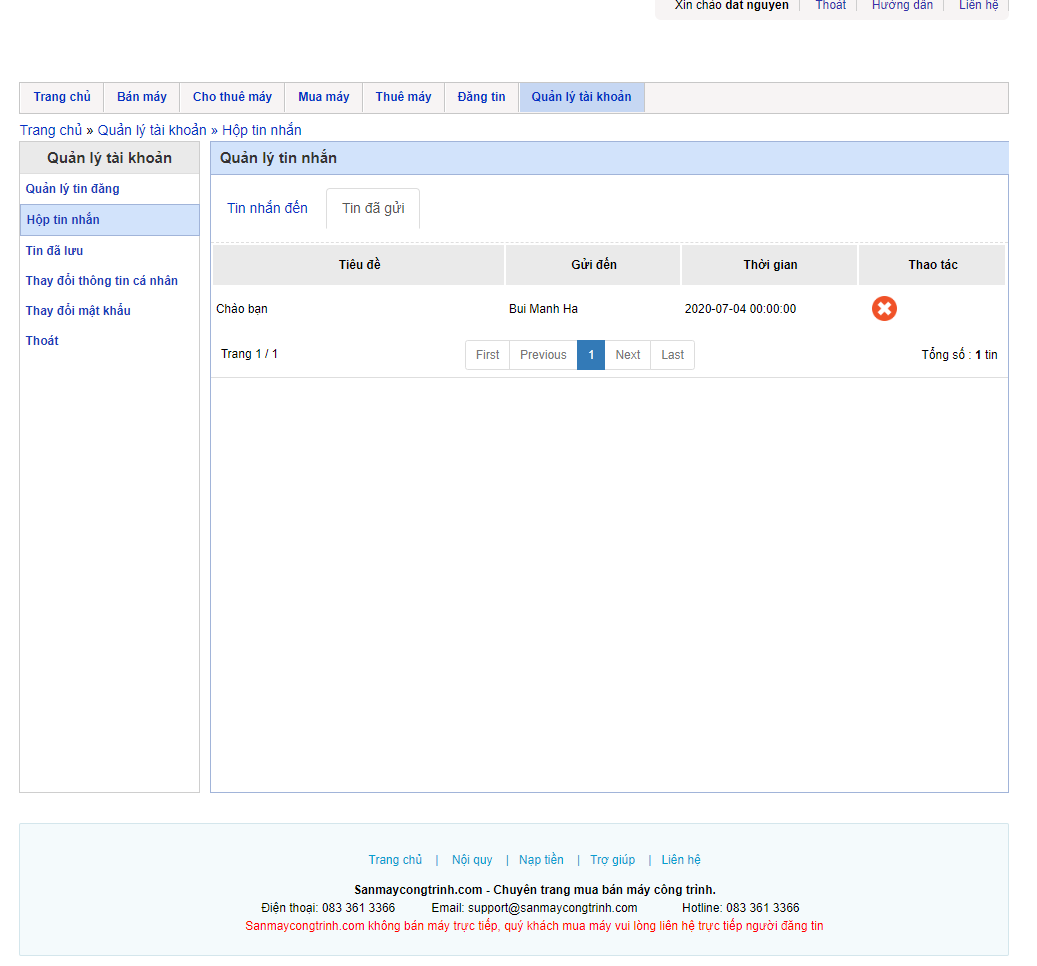 Xin chào dat nguyen Thoát Hướng dẫn Liên hệ
Trang chủ Bán máy Cho thuê máy Mua máy Thuê máy Đăng tin Quản lý tài khoản
Trang chủ » Quản lý tài khoản » Hộp tin nhắn
Quản lý tài khoản
Quản lý tin đăng
Hộp tin nhắn
Tin đã lưu
Thay đổi thông tin cá nhân
Thay đổi mật khẩu
Thoát
Quản lý tin nhắn
Tin nhắn đến Tin đã gửi
Tiêu đề Gửi đến Thời gian Thao tác
Chào bạn Bui Manh Ha 2020-07-04 00:00:00
Trang 1 / 1 First Previous 1 Next Last Tổng số : 1 tin
Trang chủ | Nội quy | Nạp tiền | Trợ giúp | Liên hệ
Sanmaycongtrinh.com - Chuyên trang mua bán máy công trình.
Điện thoại: 083 361 3366 Email: support@sanmaycongtrinh.com Hotline: 083 361 3366
Sanmaycongtrinh.com không bán máy trực tiếp, quý khách mua máy vui lòng liên hệ trực tiếp người đăng tin